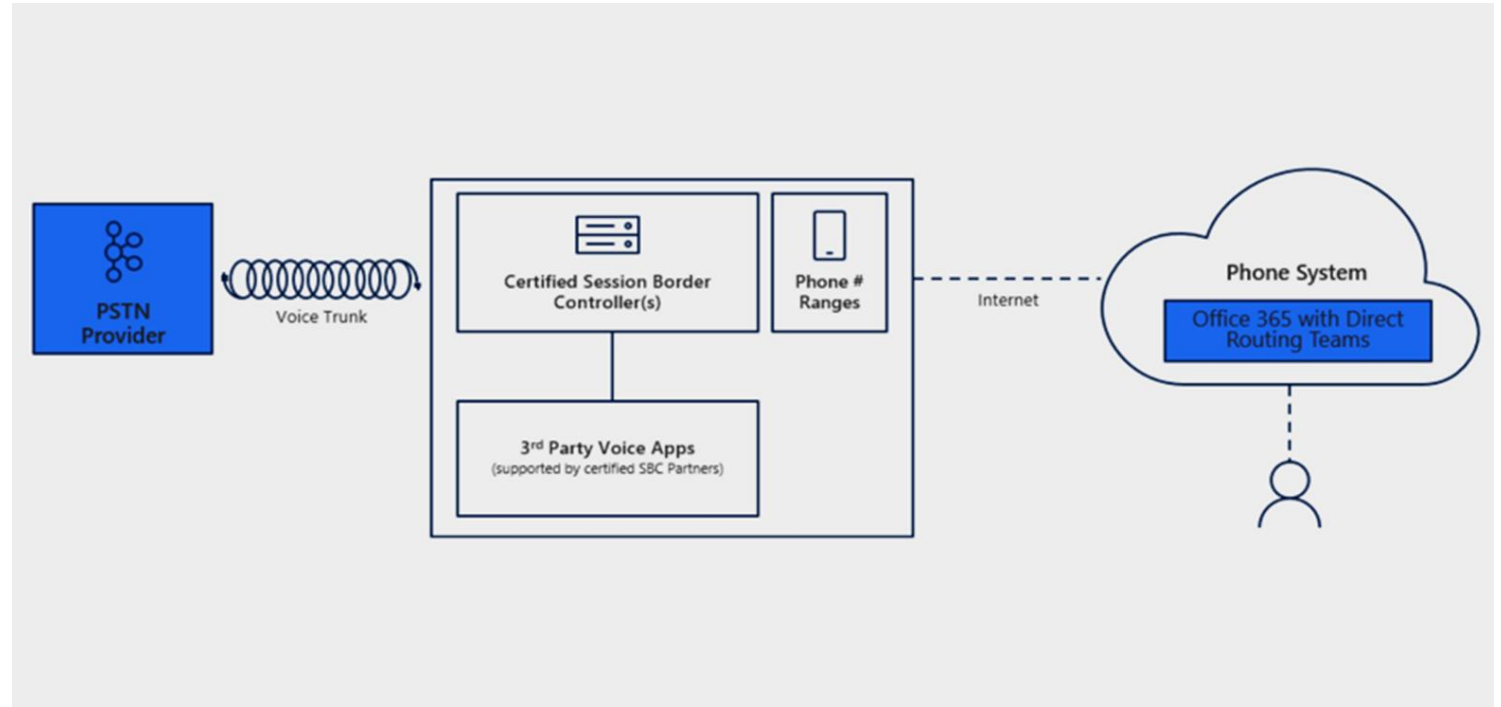 PSTN
Provider
Voice Trunk
Certified Session Border
Controller(s)
Phone #
Ranges
3rd Party Voice Apps
(supported by certified SBC Partners)
Internet
Phone System
Office 365 with Direct
Routing Teams